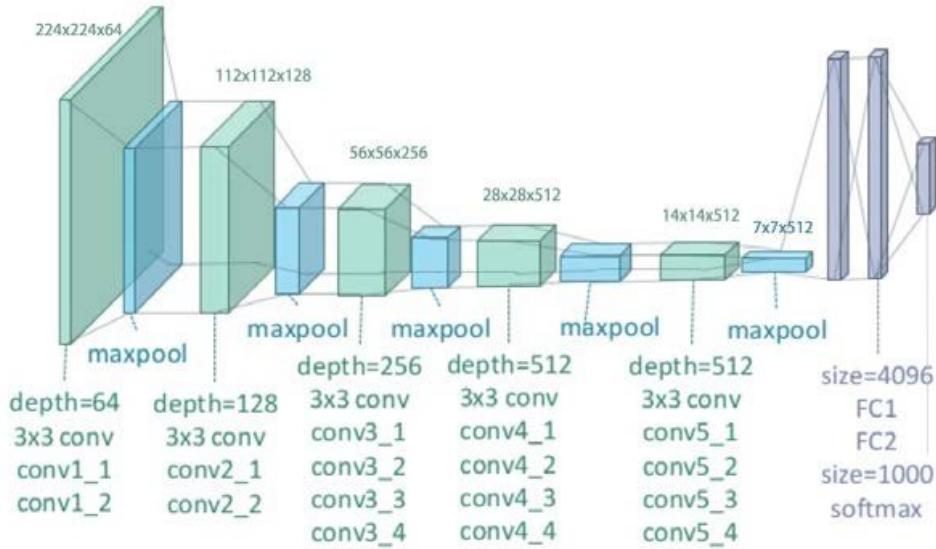 224x224x64
112x112x128
56x56x256
28x28x512
14x14x512
7x7x512
maxpool
maxpool
maxpool
maxpool
maxpool
depth=64
3x3 conv
conv1_1
conv1_2
depth=128
3x3 conv
conv2_1
conv2_2
depth=256
3x3 conv
conv3_1
conv3_2
conv3_3
conv3_4
depth=512
3x3 conv
conv4_1
conv4_2
conv4_3
conv4_4
depth=512
3x3 conv
conv5_1
conv5_2
conv5_3
conv5_4
size=4096
FC1
FC2
size=1000
softmax